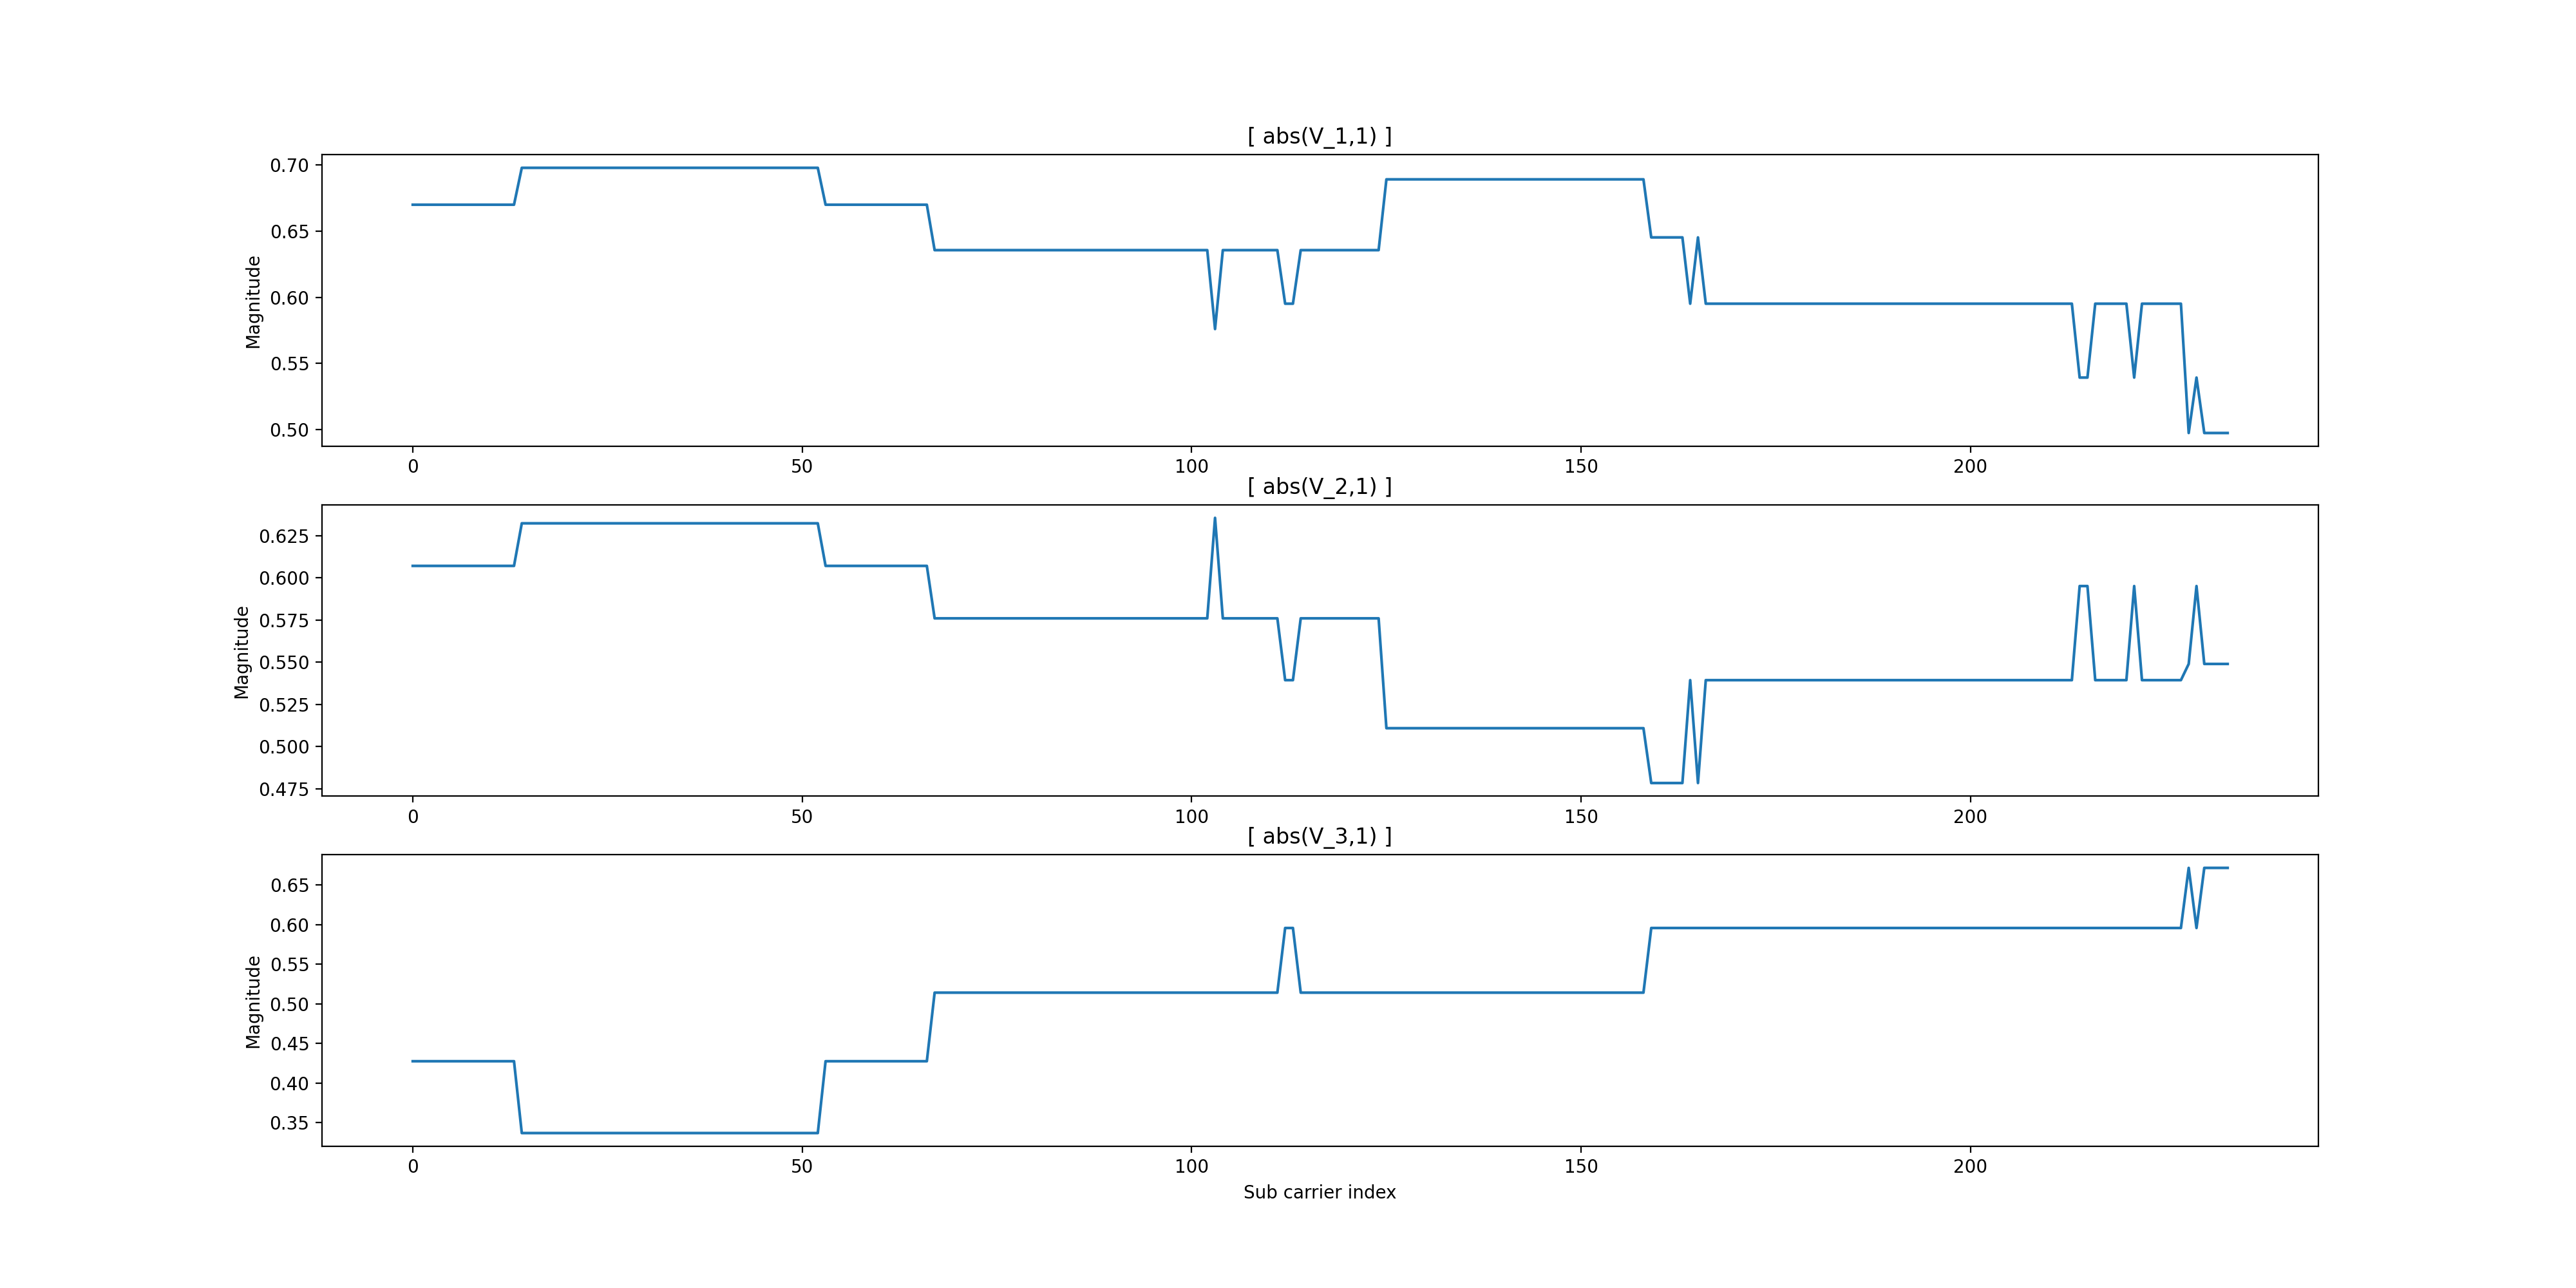 [ abs(V_1,1) ]
Magnitude
0.70
0.65
0.60
0.55
0.50
0 50 100 150 200
[ abs(V_2,1) ]
Magnitude
0.625
0.600
0.575
0.550
0.525
0.500
0.475
0 50 100 150 200
[ abs(V_3,1) ]
Magnitude
0.65
0.60
0.55
0.50
0.45
0.40
0.35
0 50 100 150 200
Sub carrier index